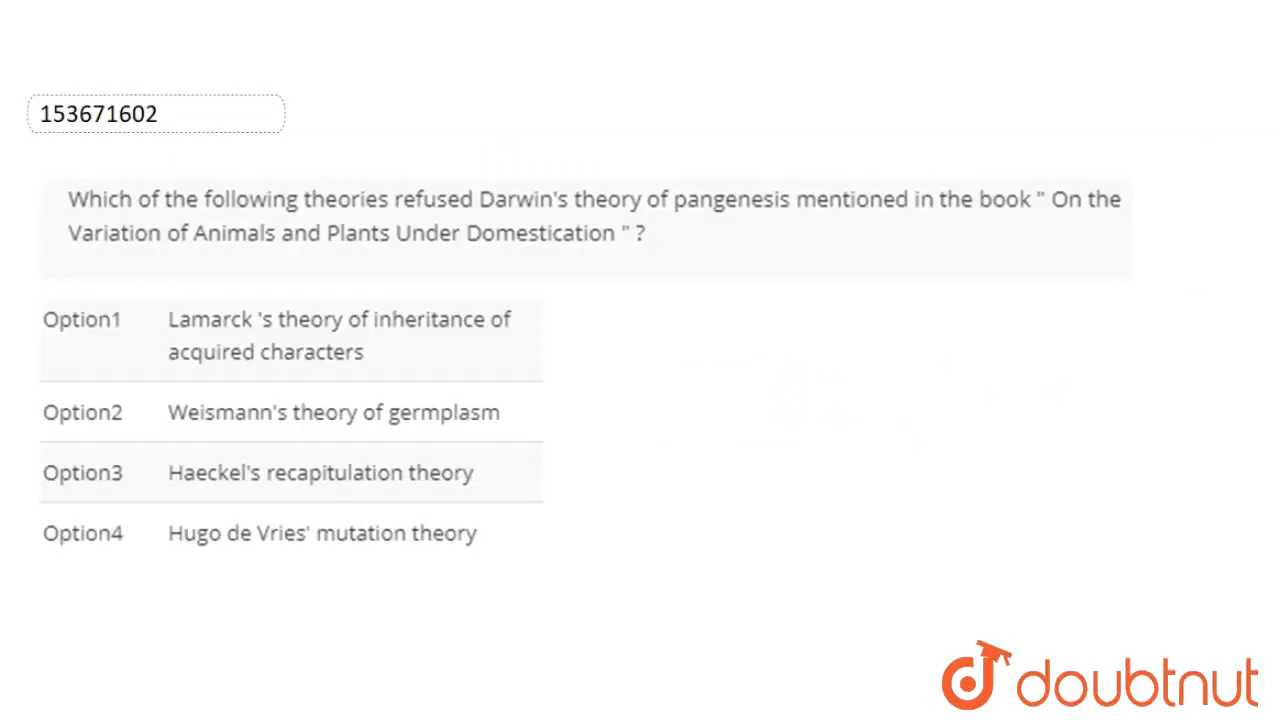 153671602
Which of the following theories refused Darwin's theory of pangenesis mentioned in the book " On the
Variation of Animals and Plants Under Domestication " ?
Option1 Lamarck 's theory of inheritance of
acquired characters
Option2 Weismann's theory of germplasm
Option3 Haeckel's recapitulation theory
Option4 Hugo de Vries' mutation theory
doubtnut